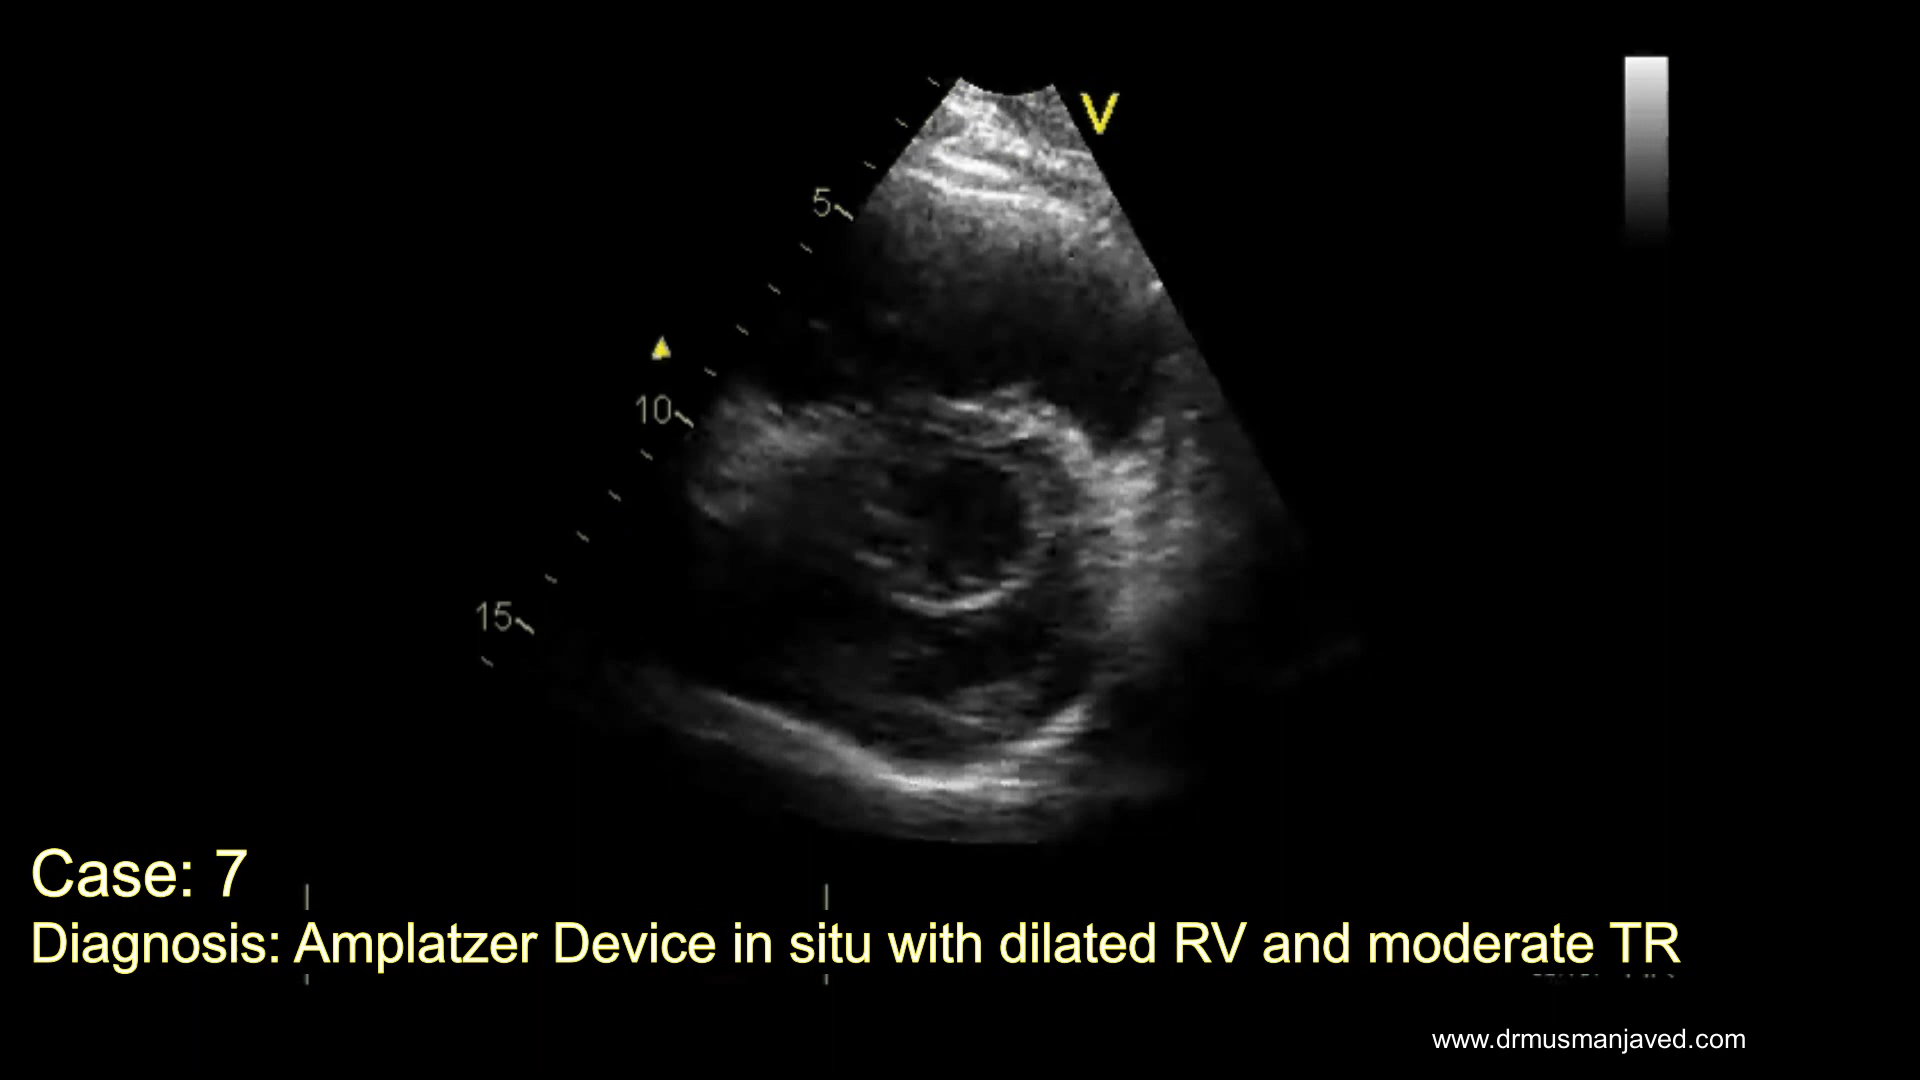 V
5
10
15
Case: 7
Diagnosis: Amplatzer Device in situ with dilated RV and moderate TR
www.drmusmanjaved.com